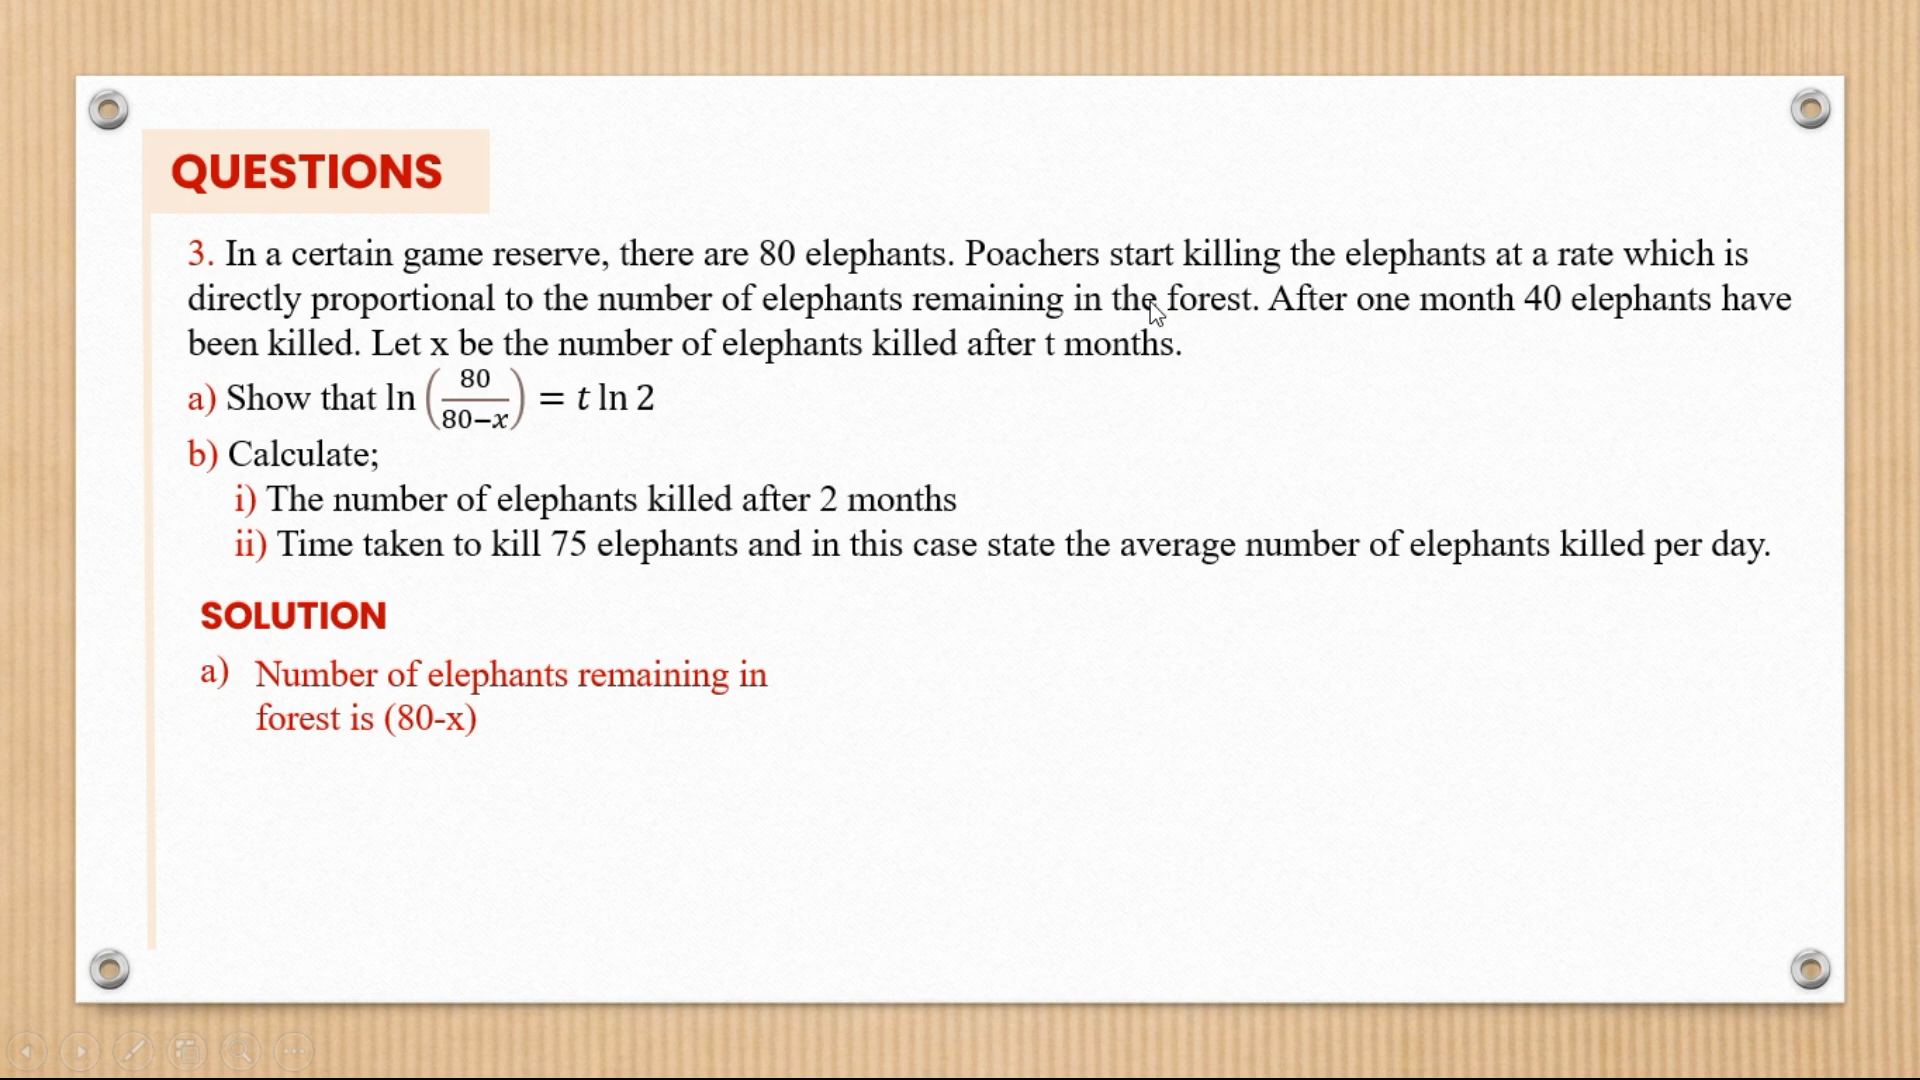 QUESTIONS
3. In a certain game reserve, there are 80 elephants. Poachers start killing the elephants at a rate which is
directly proportional to the number of elephants remaining in the forest. After one month 40 elephants have
been killed. Let x be the number of elephants killed after t months.
a) Show that ln (80/(80−x)) = t ln 2
b) Calculate;
i) The number of elephants killed after 2 months
ii) Time taken to kill 75 elephants and in this case state the average number of elephants killed per day.
SOLUTION
a) Number of elephants remaining in
forest is (80-x)